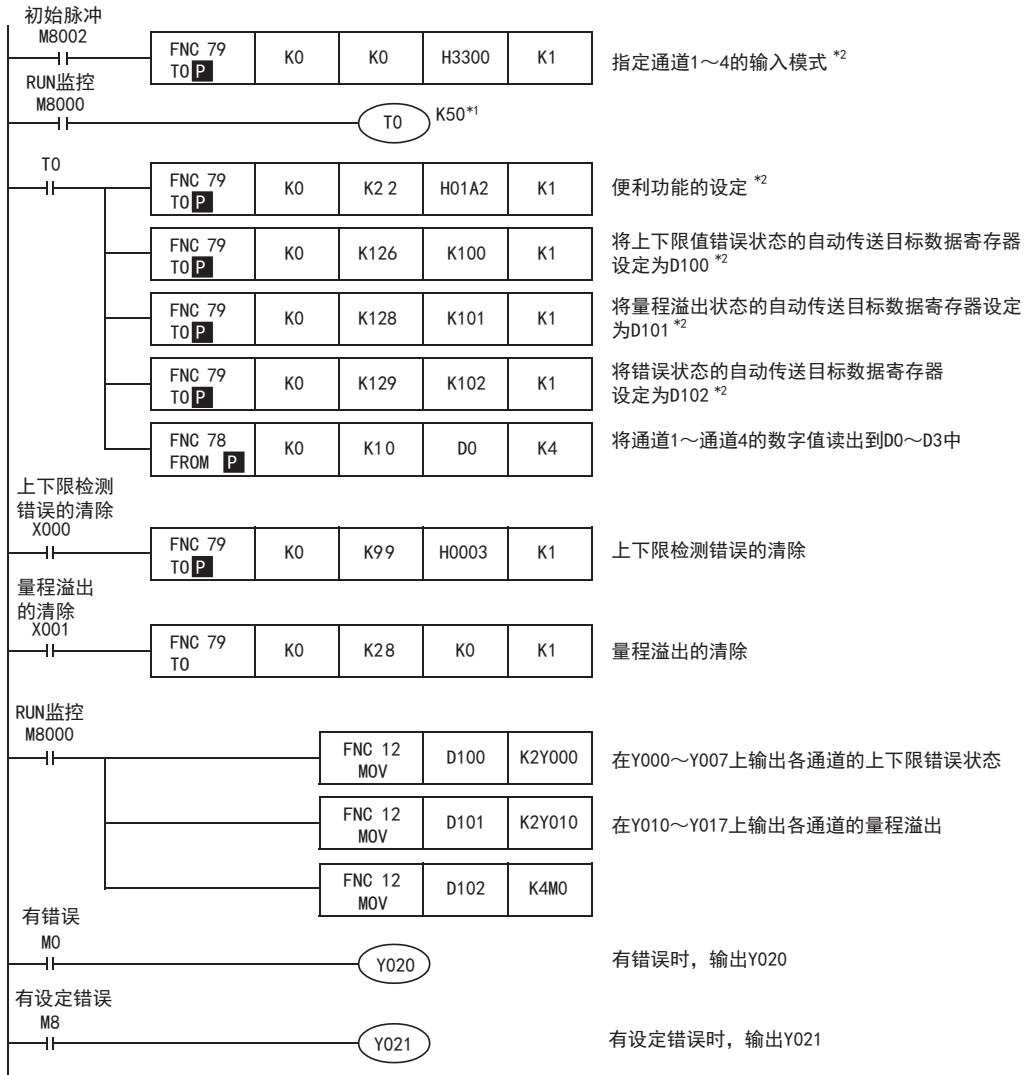 初始脉冲
M8002
FNC 79 TO P K0 K0 H3300 K1 指定通道1～4的输入模式 *2
RUN监控
M8000
T0 K50*1
T0
FNC 79 TO P K0 K22 H01A2 K1 便利功能的设定 *2
FNC 79 TO P K0 K126 K100 K1 将上下限值错误状态的自动传送目标数据寄存器
设定为D100 *2
FNC 79 TO P K0 K128 K101 K1 将量程溢出状态的自动传送目标数据寄存器设定
为D101 *2
FNC 79 TO P K0 K129 K102 K1 将错误状态的自动传送目标数据寄存器
设定为D102 *2
FNC 78 FROM P K0 K10 D0 K4 将通道1～通道4的数字值读出到D0～D3中
上下限检测
错误的清除
X000
FNC 79 TO P K0 K99 H0003 K1 上下限检测错误的清除
量程溢出
的清除
X001
FNC 79 TO K0 K28 K0 K1 量程溢出的清除
RUN监控
M8000
FNC 12 MOV D100 K2Y000 在Y000～Y007上输出各通道的上下限错误状态
FNC 12 MOV D101 K2Y010 在Y010～Y017上输出各通道的量程溢出
FNC 12 MOV D102 K4M0
有错误
M0
Y020 有错误时，输出Y020
有设定错误
M8
Y021 有设定错误时，输出Y021